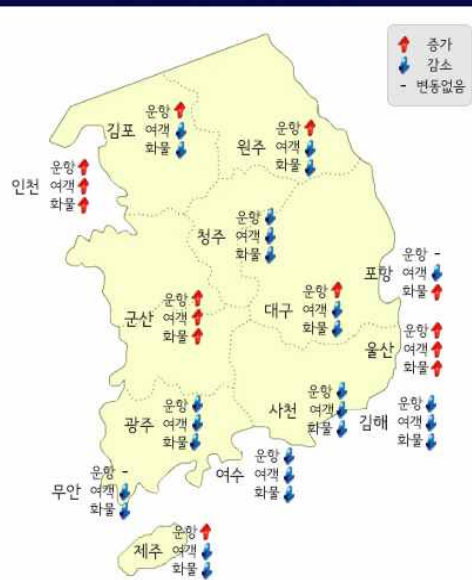 증가
감소
- 변동없음
김포
운항
여객
화물
원주
운항
여객
화물
인천
운항
여객
화물
청주
운항
여객
화물
포항
운항 -
여객
화물
군산
운항
여객
화물
대구
운항
여객
화물
울산
운항
여객
화물
광주
운항
여객
화물
사천
운항
여객
화물
김해
운항
여객
화물
여수
운항
여객
화물
무안
운항 -
여객
화물
제주
운항
여객
화물